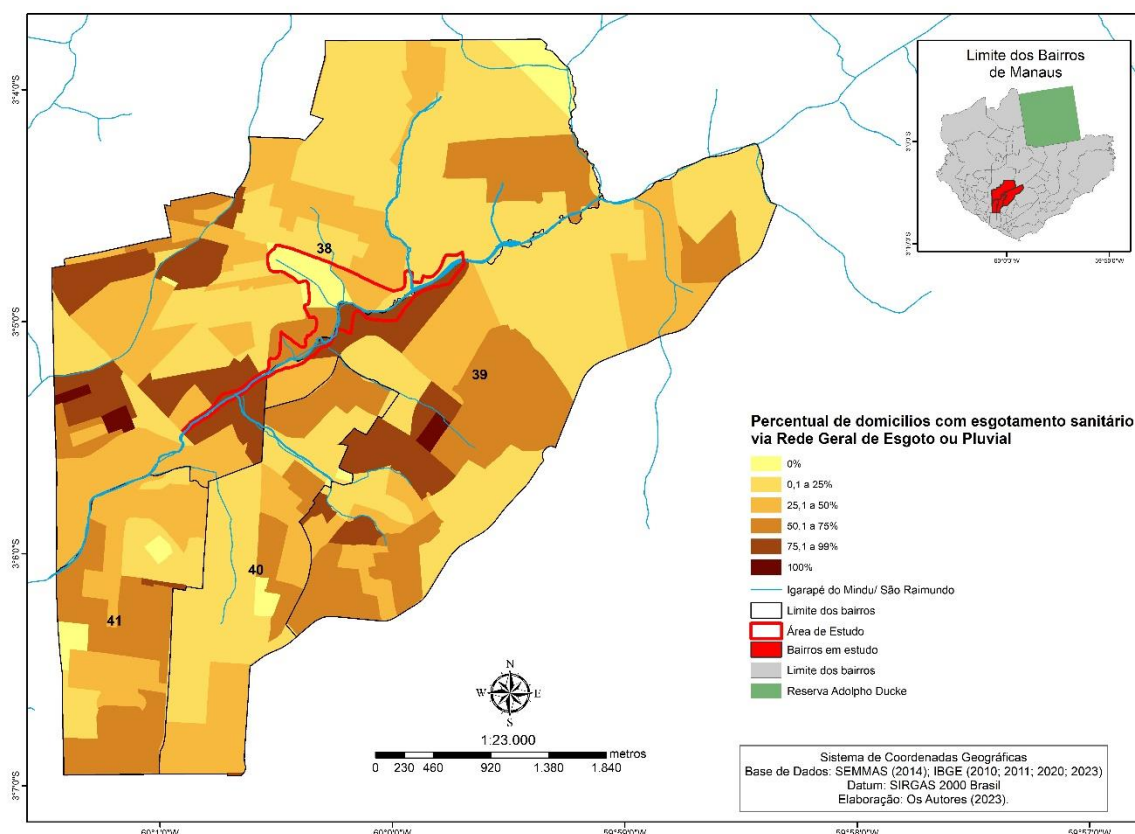 3°4'0"S
3°5'0"S
3°6'0"S
3°7'0"S
38
39
40
41
Limite dos Bairros
de Manaus
Percentual de domicilios com esgotamento sanitário
via Rede Geral de Esgoto ou Pluvial
0%
0,1 a 25%
25,1 a 50%
50,1 a 75%
75,1 a 99%
100%
Igarapé do Mindu/ São Raimundo
Limite dos bairros
Área de Estudo
Bairros em estudo
Limite dos bairros
Reserva Adolpho Ducke
N
W E
S
1:23.000
metros
0 230 460 920 1.380 1.840
Sistema de Coordenadas Geográficas
Base de Dados: SEMMAS (2014); IBGE (2010; 2011; 2020; 2023)
Datum: SIRGAS 2000 Brasil
Elaboração: Os Autores (2023).
60°1'0"W 60°0'0"W 59°59'0"W 59°58'0"W 59°57'0"W